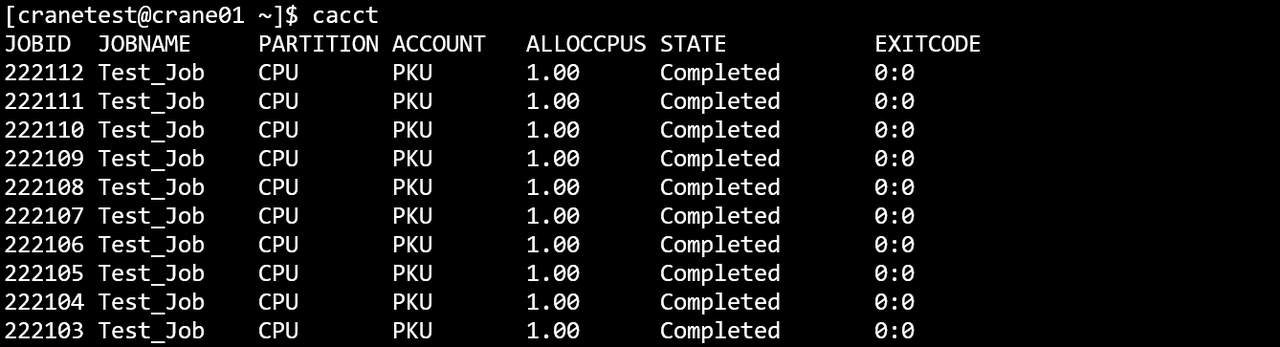 [cranetest@crane01 ~]$ cacct
JOBID  JOBNAME    PARTITION ACCOUNT   ALLOCCPUS STATE           EXITCODE
222112 Test_Job    CPU       PKU       1.00      Completed       0:0
222111 Test_Job    CPU       PKU       1.00      Completed       0:0
222110 Test_Job    CPU       PKU       1.00      Completed       0:0
222109 Test_Job    CPU       PKU       1.00      Completed       0:0
222108 Test_Job    CPU       PKU       1.00      Completed       0:0
222107 Test_Job    CPU       PKU       1.00      Completed       0:0
222106 Test_Job    CPU       PKU       1.00      Completed       0:0
222105 Test_Job    CPU       PKU       1.00      Completed       0:0
222104 Test_Job    CPU       PKU       1.00      Completed       0:0
222103 Test_Job    CPU       PKU       1.00      Completed       0:0